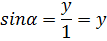 sinα = y/1 = y